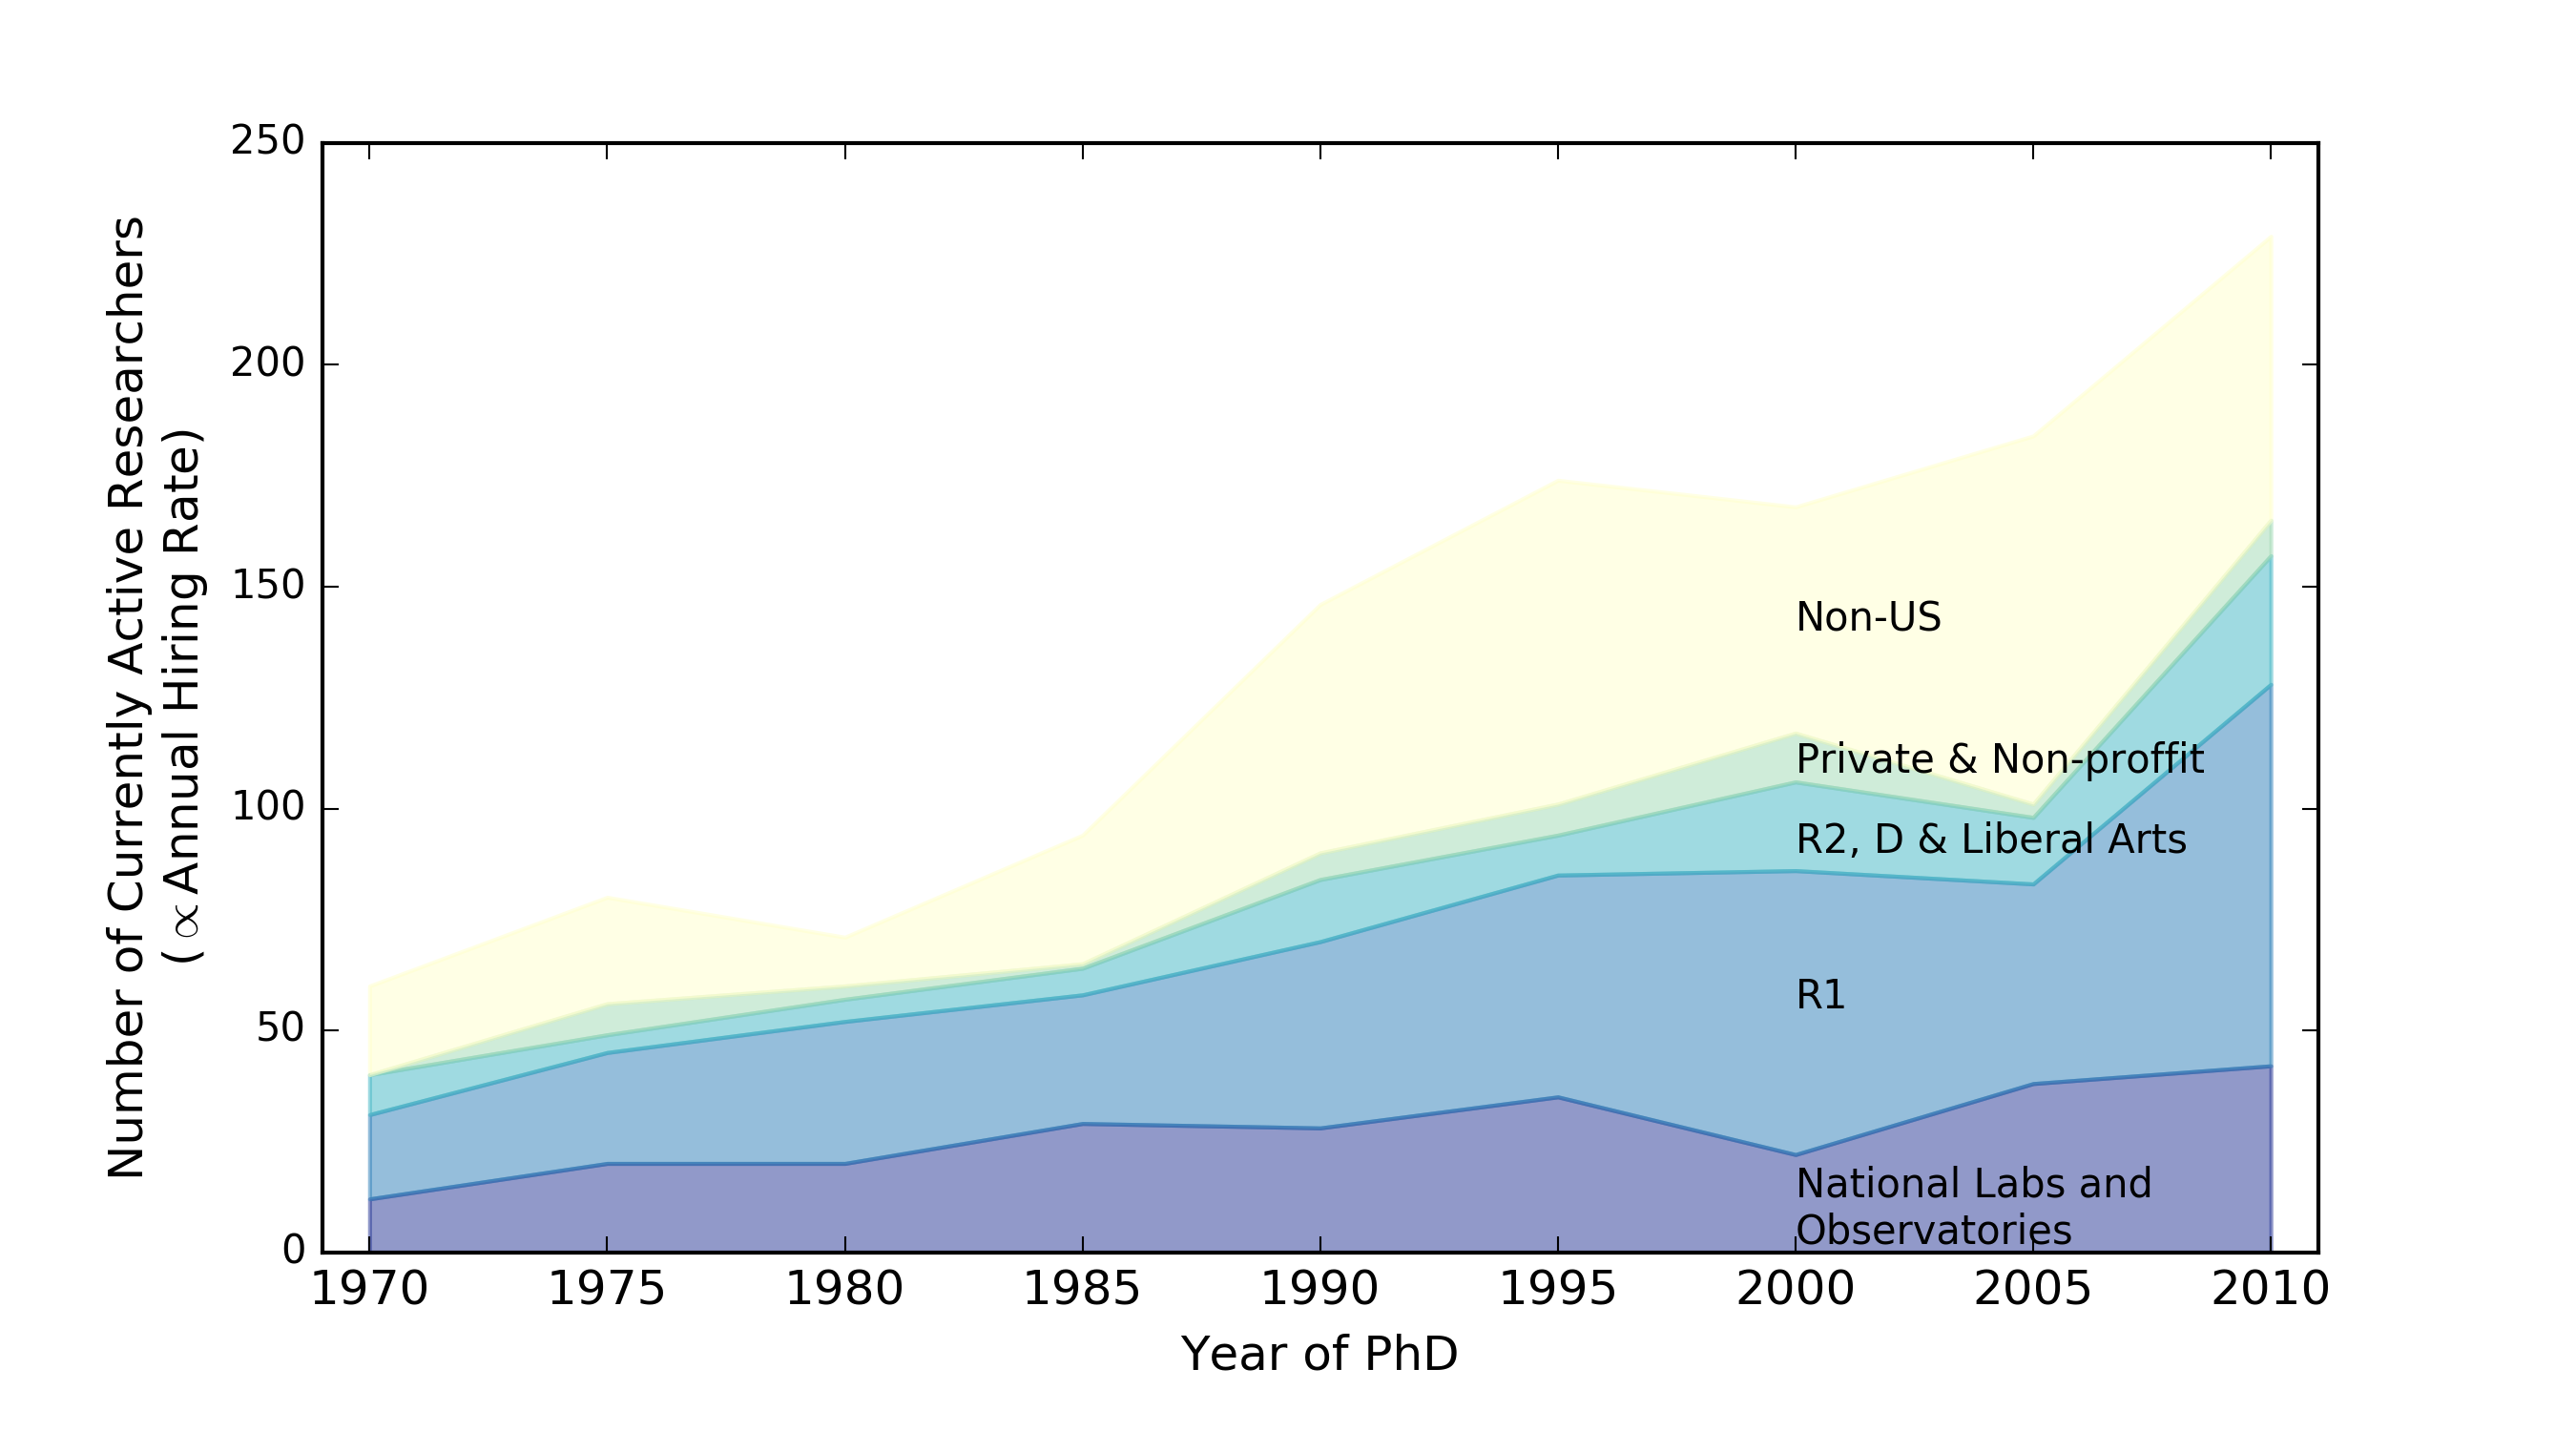 Number of Currently Active Researchers
(∝ Annual Hiring Rate)
250
200
150
100
50
0
Non-US
Private & Non-proffit
R2, D & Liberal Arts
R1
National Labs and
Observatories
1970 1975 1980 1985 1990 1995 2000 2005 2010
Year of PhD